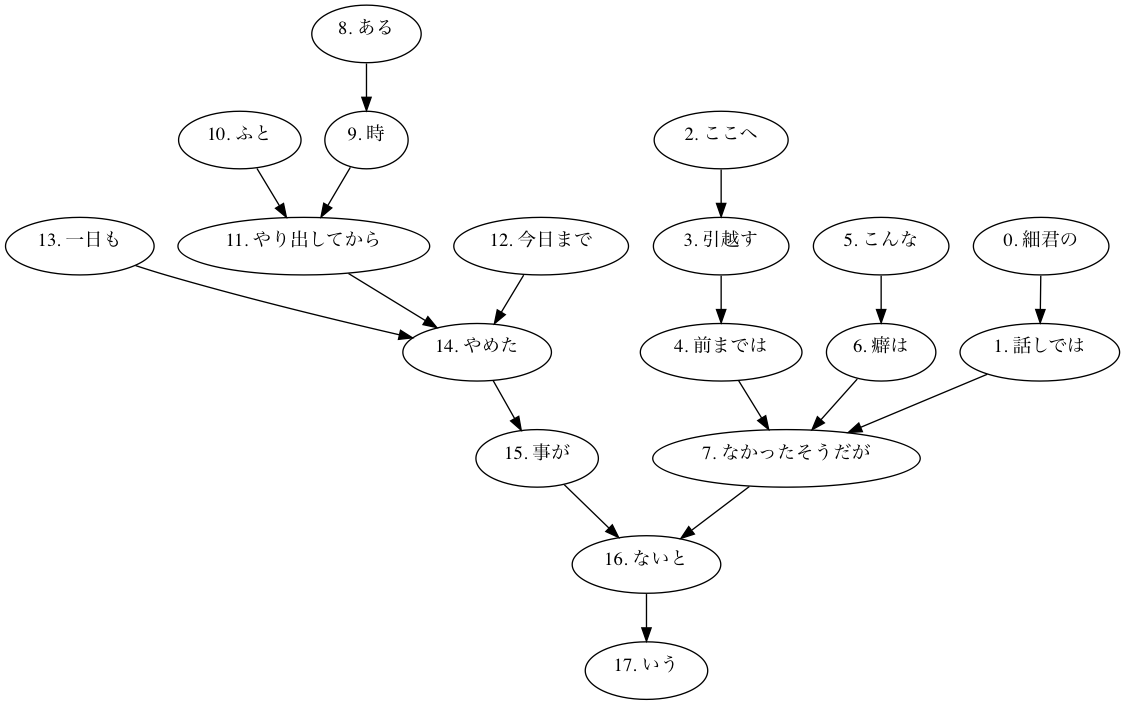 8. ある
10. ふと
9. 時
2. ここへ
13. 一日も
11. やり出してから
12. 今日まで
3. 引越す
5. こんな
0. 細君の
14. やめた
4. 前までは
6. 癖は
1. 話しでは
15. 事が
7. なかったそうだが
16. ないと
17. いう